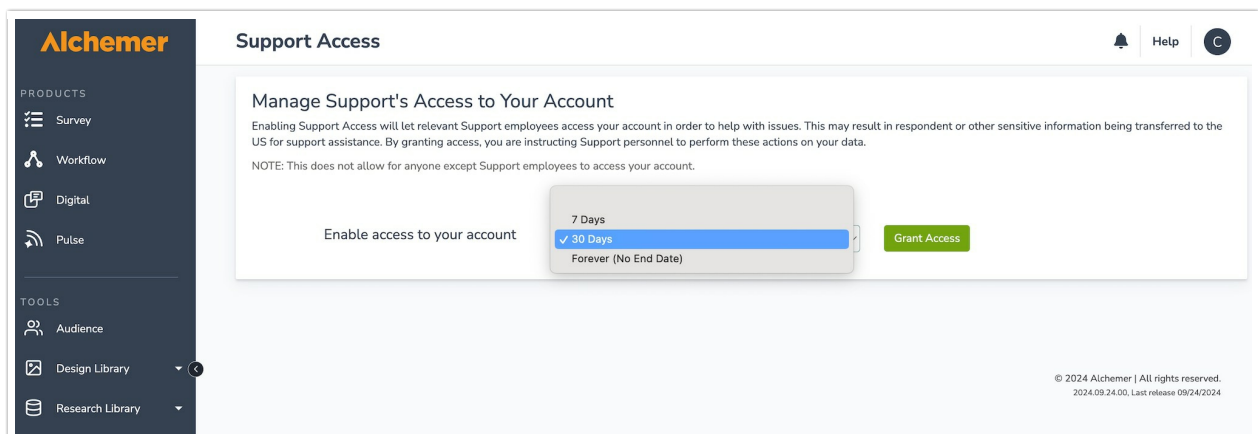 Alchemer
Support Access
Help
C
PRODUCTS
Survey
Workflow
Digital
Pulse
TOOLS
Audience
Design Library
Research Library
Manage Support's Access to Your Account
Enabling Support Access will let relevant Support employees access your account in order to help with issues. This may result in respondent or other sensitive information being transferred to the
US for support assistance. By granting access, you are instructing Support personnel to perform these actions on your data.
NOTE: This does not allow for anyone except Support employees to access your account.
Enable access to your account
7 Days
✓ 30 Days
Forever (No End Date)
Grant Access
© 2024 Alchemer | All rights reserved.
2024.09.24.00, Last release 09/24/2024